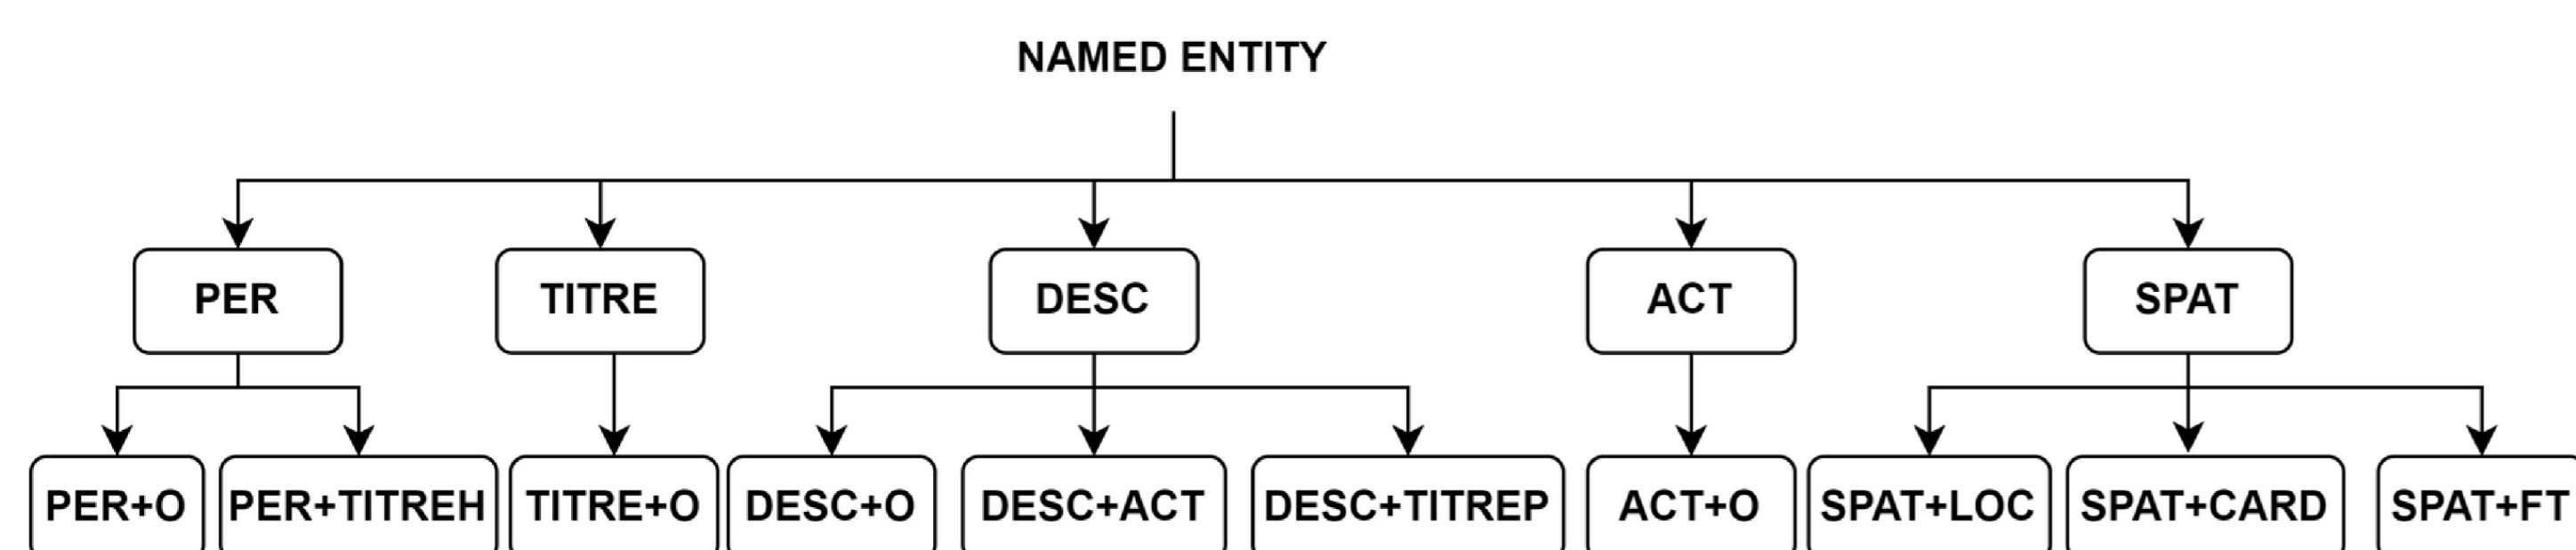 NAMED ENTITY
PER TITRE DESC ACT SPAT
PER+O PER+TITREH TITRE+O DESC+O DESC+ACT DESC+TITREP ACT+O SPAT+LOC SPAT+CARD SPAT+FT